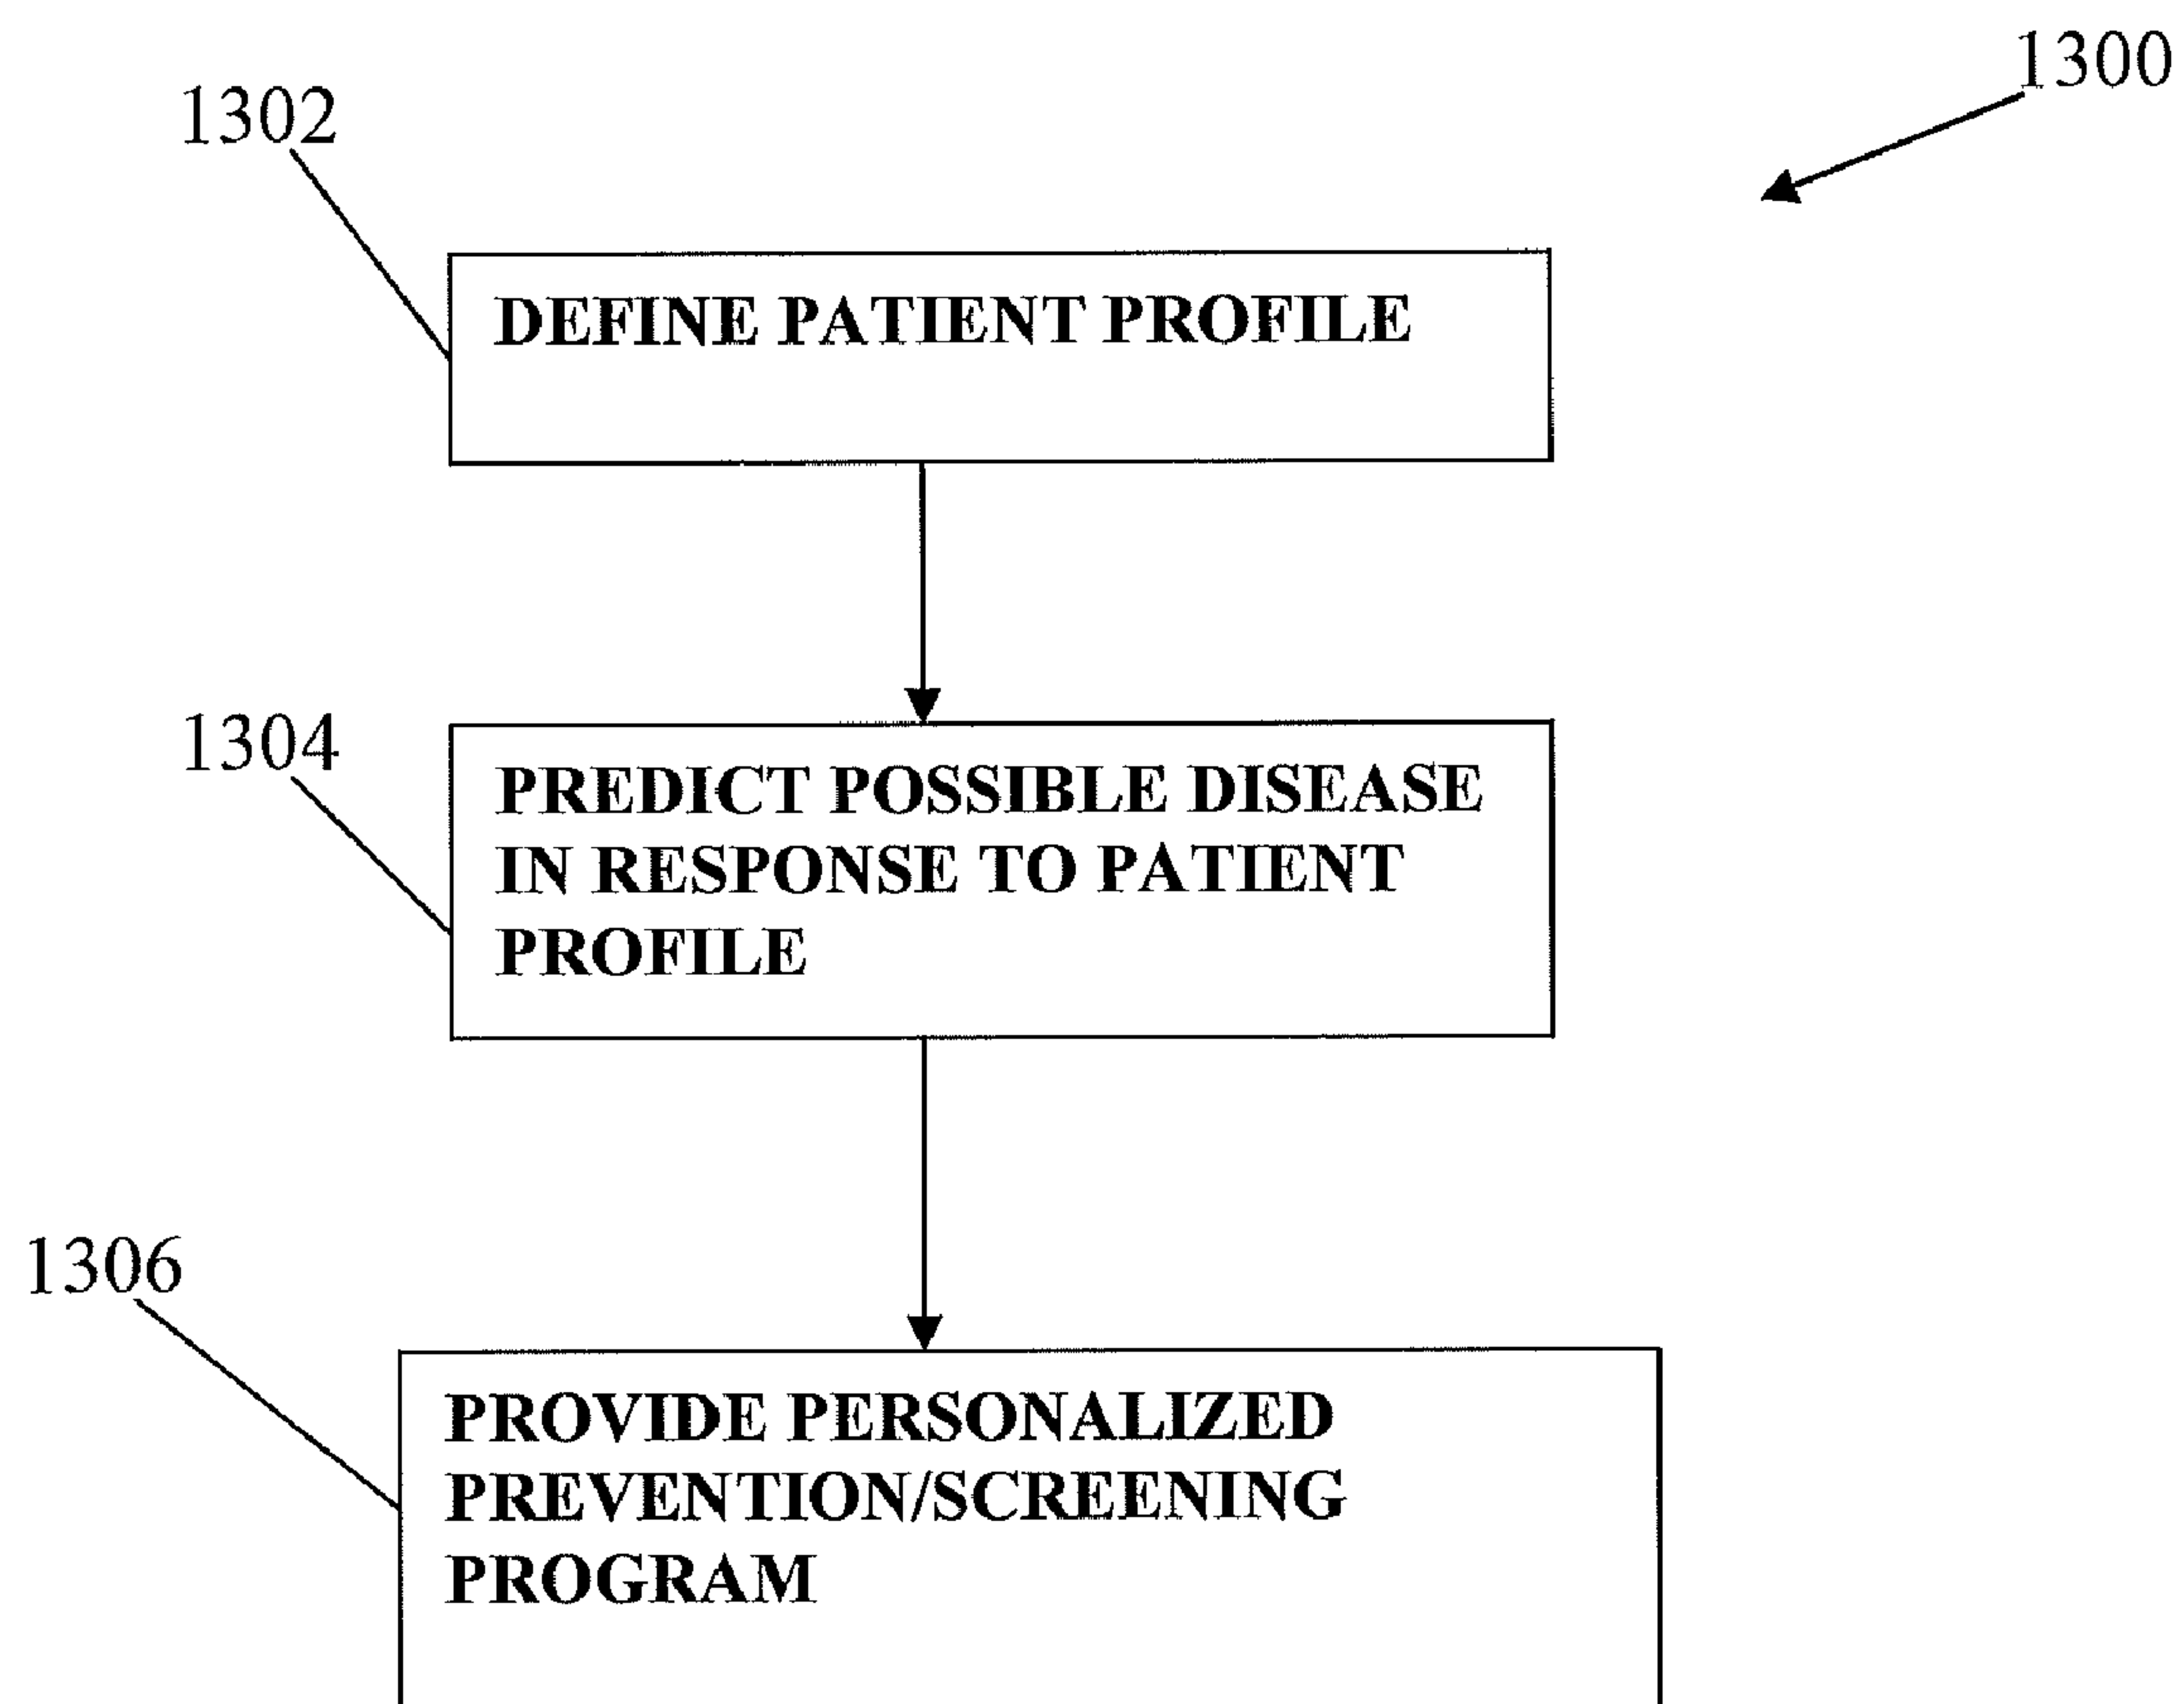 1300
1302
DEFINE PATIENT PROFILE
1304
PREDICT POSSIBLE DISEASE
IN RESPONSE TO PATIENT
PROFILE
1306
PROVIDE PERSONALIZED
PREVENTION/SCREENING
PROGRAM